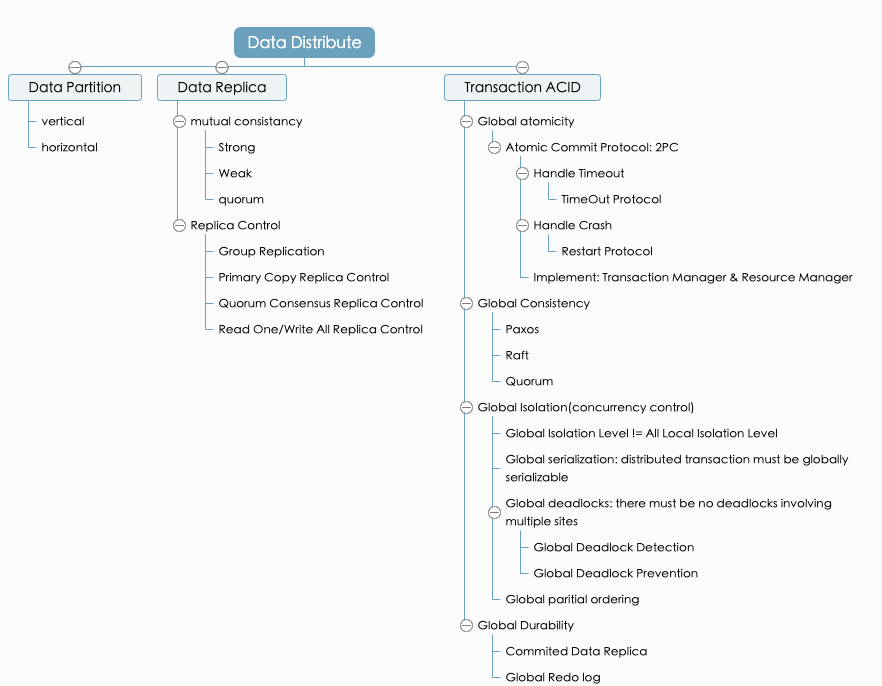 Data Distribute
Data Partition
vertical
horizontal
Data Replica
mutual consistancy
Strong
Weak
quorum
Replica Control
Group Replication
Primary Copy Replica Control
Quorum Consensus Replica Control
Read One/Write All Replica Control
Transaction ACID
Global atomicity
Atomic Commit Protocol: 2PC
Handle Timeout
TimeOut Protocol
Handle Crash
Restart Protocol
Implement: Transaction Manager & Resource Manager
Global Consistency
Paxos
Raft
Quorum
Global Isolation(concurrency control)
Global Isolation Level != All Local Isolation Level
Global serialization: distributed transaction must be globally
serializable
Global deadlocks: there must be no deadlocks involving
multiple sites
Global Deadlock Detection
Global Deadlock Prevention
Global paritial ordering
Global Durability
Commited Data Replica
Global Redo log